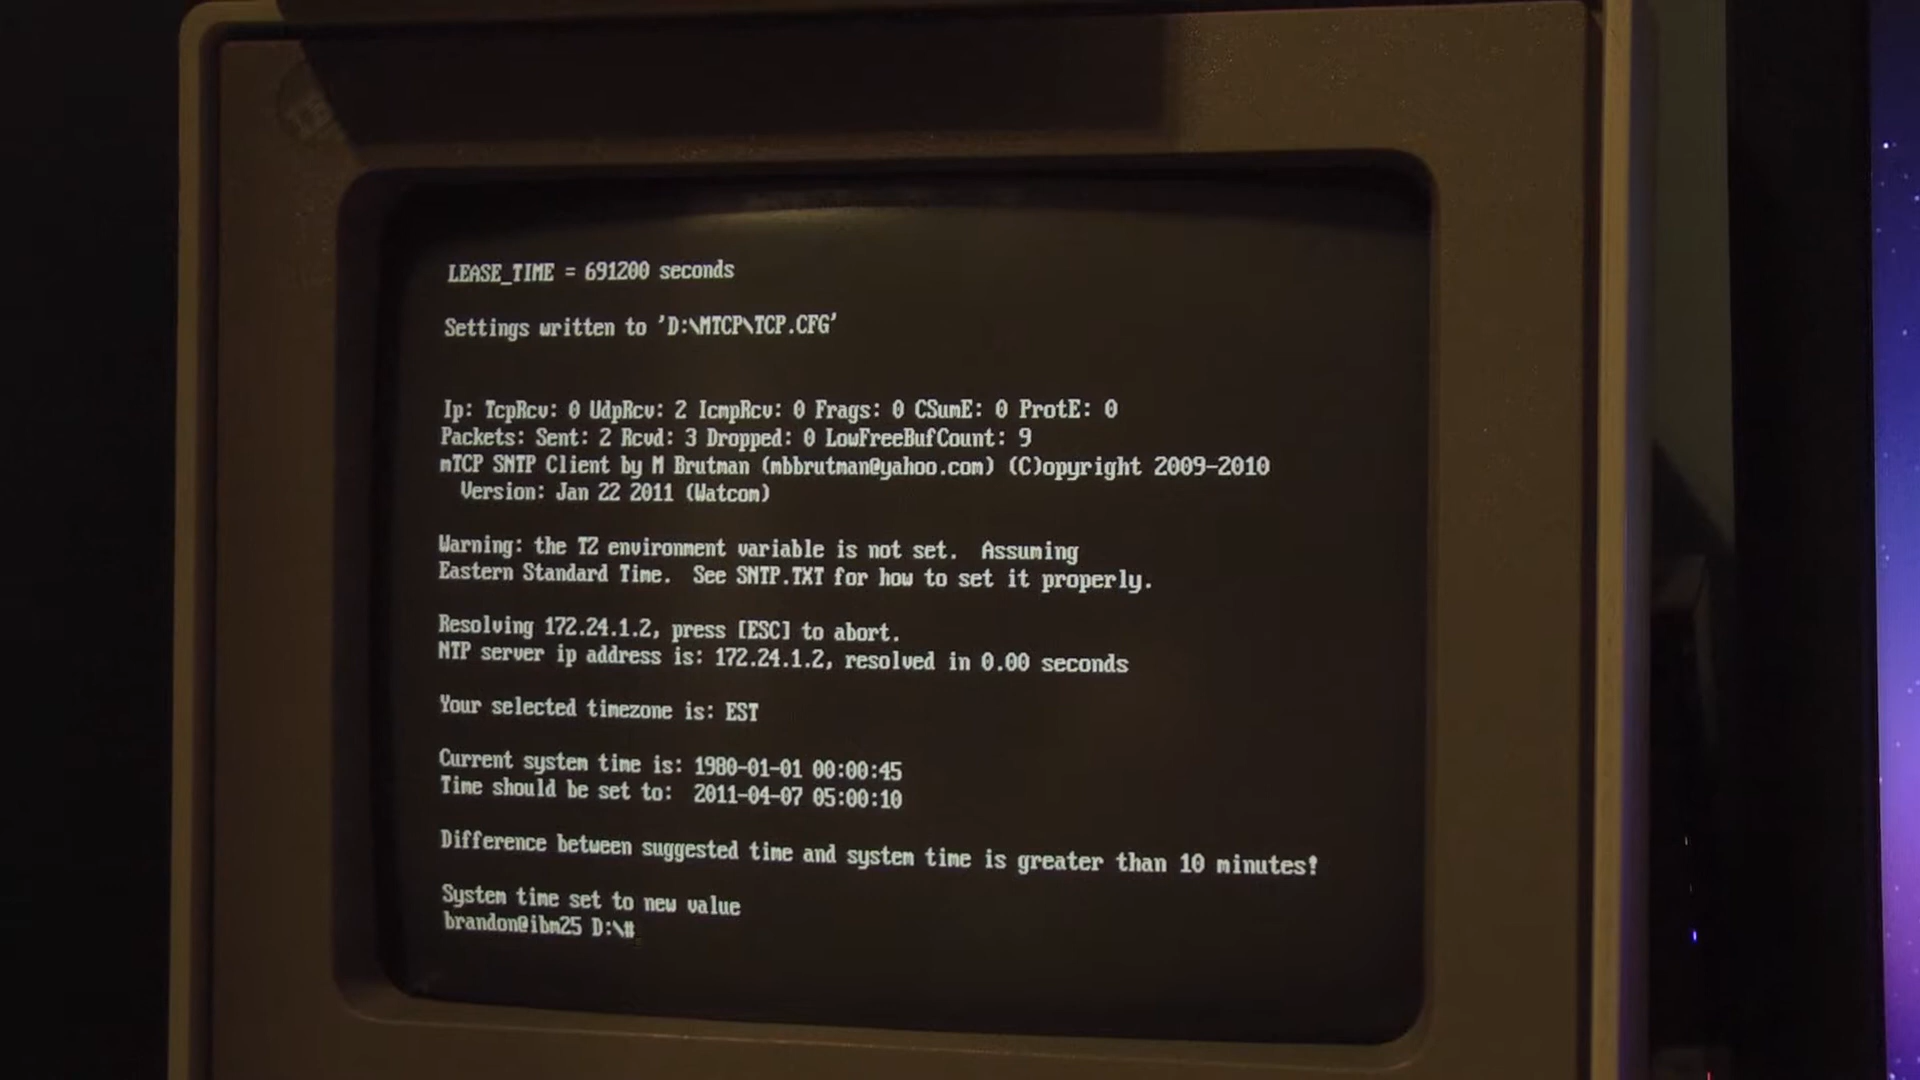 LEASE_TIME = 691200 seconds
Settings written to 'D:\MTCP\TCP.CFG'
Ip: TcpRcv: 0 UdpRcv: 2 IcmpRcv: 0 Frags: 0 CSumE: 0 ProtE: 0
Packets: Sent: 2 Rcvd: 3 Dropped: 0 LowFreeBufCount: 9
mTCP SNTP Client by M Brutman (mbbrutman@yahoo.com) (C)opyright 2009-2010
Version: Jan 22 2011 (Watcom)
Warning: the TZ environment variable is not set.  Assuming
Eastern Standard Time.  See SNTP.TXT for how to set it properly.
Resolving 172.24.1.2, press [ESC] to abort.
NTP server ip address is: 172.24.1.2, resolved in 0.00 seconds
Your selected timezone is: EST
Current system time is: 1980-01-01 00:00:45
Time should be set to:  2011-04-07 05:00:10
Difference between suggested time and system time is greater than 10 minutes!
System time set to new value
brandon@ibm25 D:\#